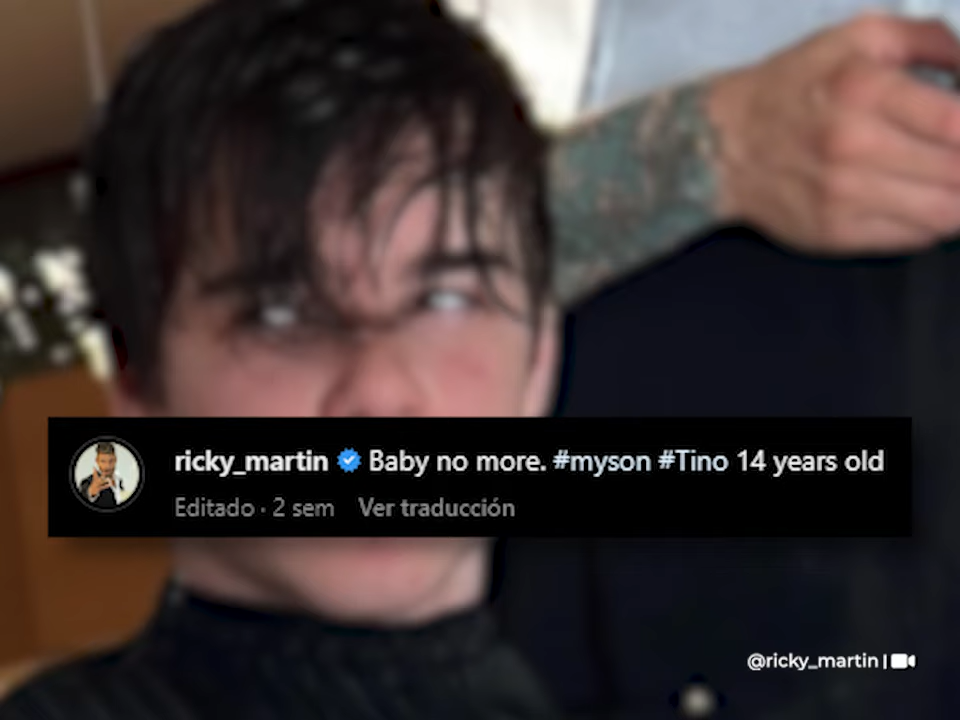 ricky_martin Baby no more. #myson #Tino 14 years old
Editado · 2 sem Ver traducción
@ricky_martin |